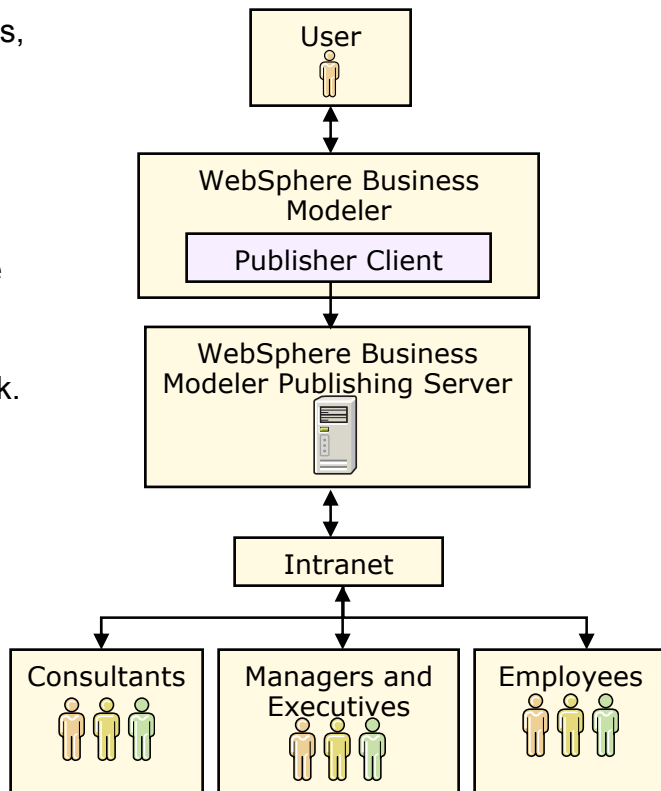 s,
User
WebSphere Business
Modeler
Publisher Client
e
WebSphere Business
Modeler Publishing Server
k.
Intranet
Consultants
Managers and
Executives
Employees